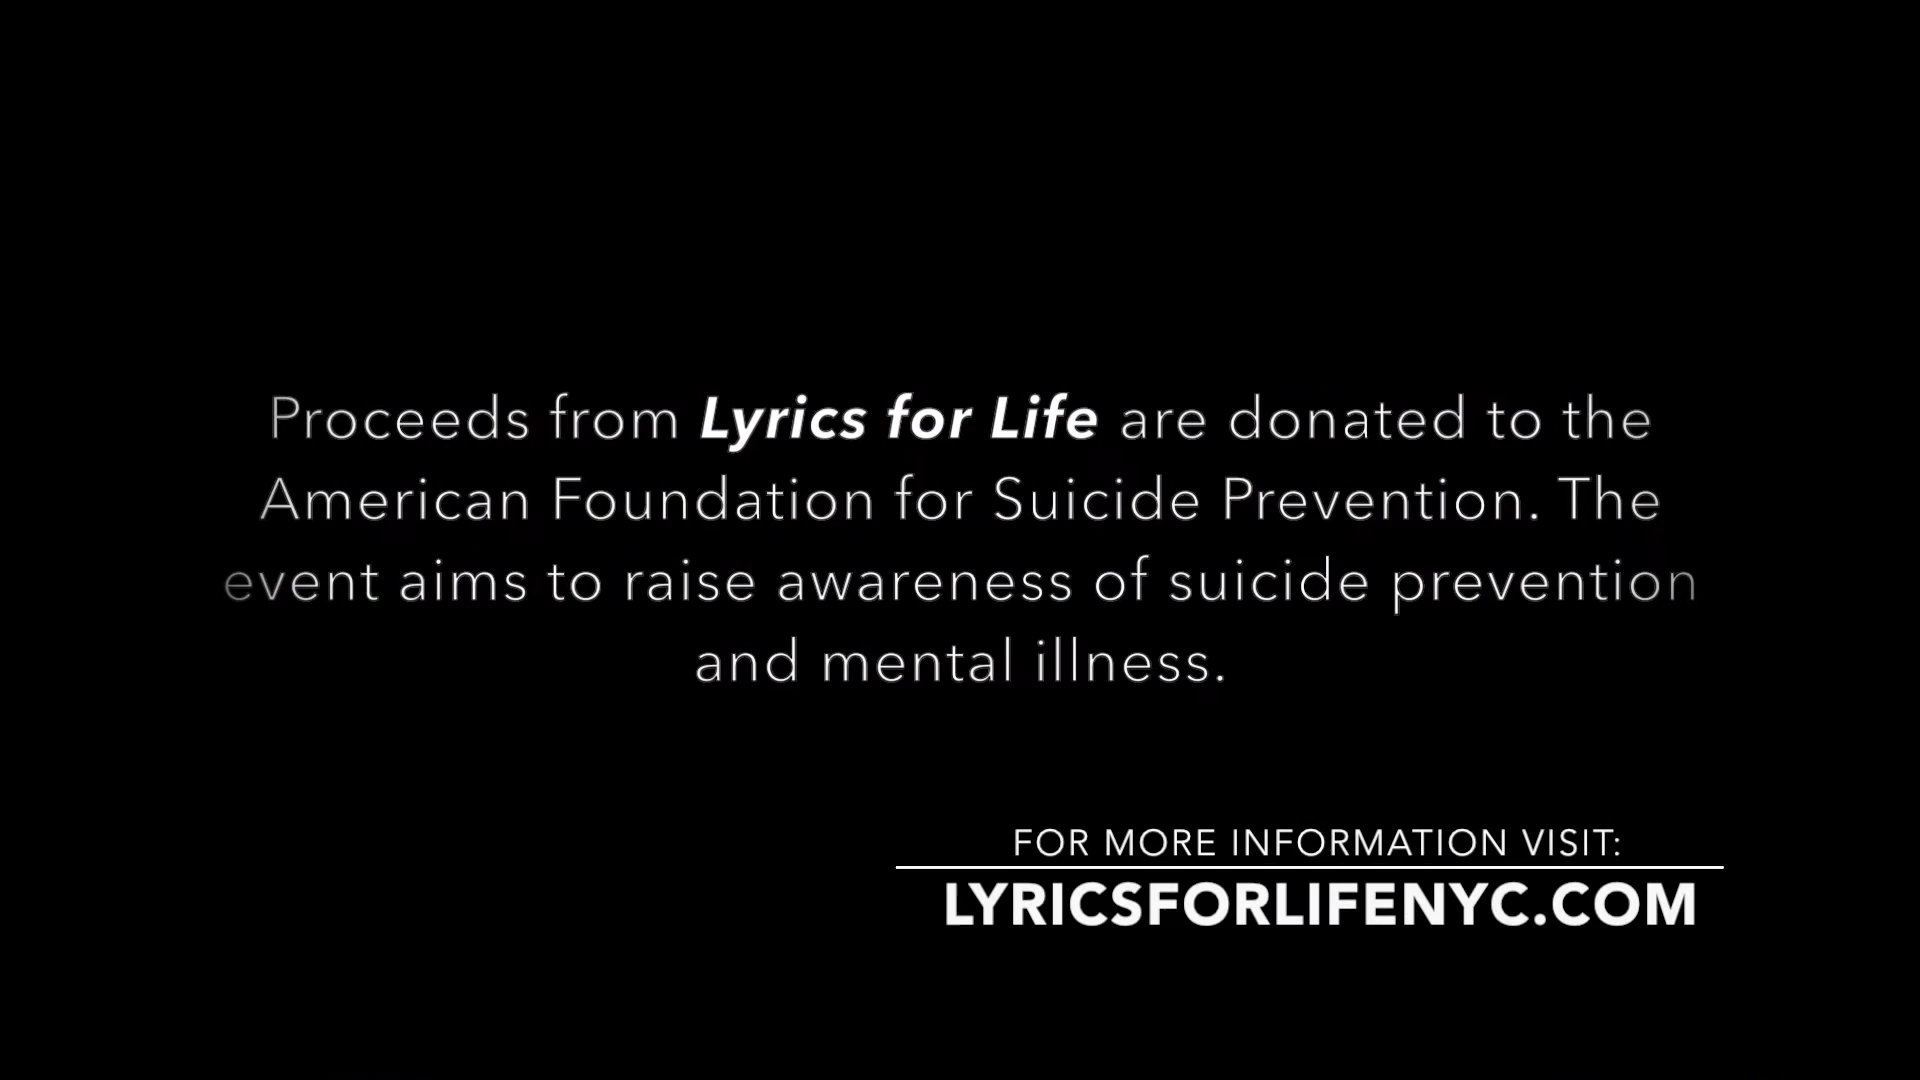 Proceeds from Lyrics for Life are donated to the
American Foundation for Suicide Prevention. The
event aims to raise awareness of suicide prevention
and mental illness.
FOR MORE INFORMATION VISIT:
LYRICSFORLIFENYC.COM